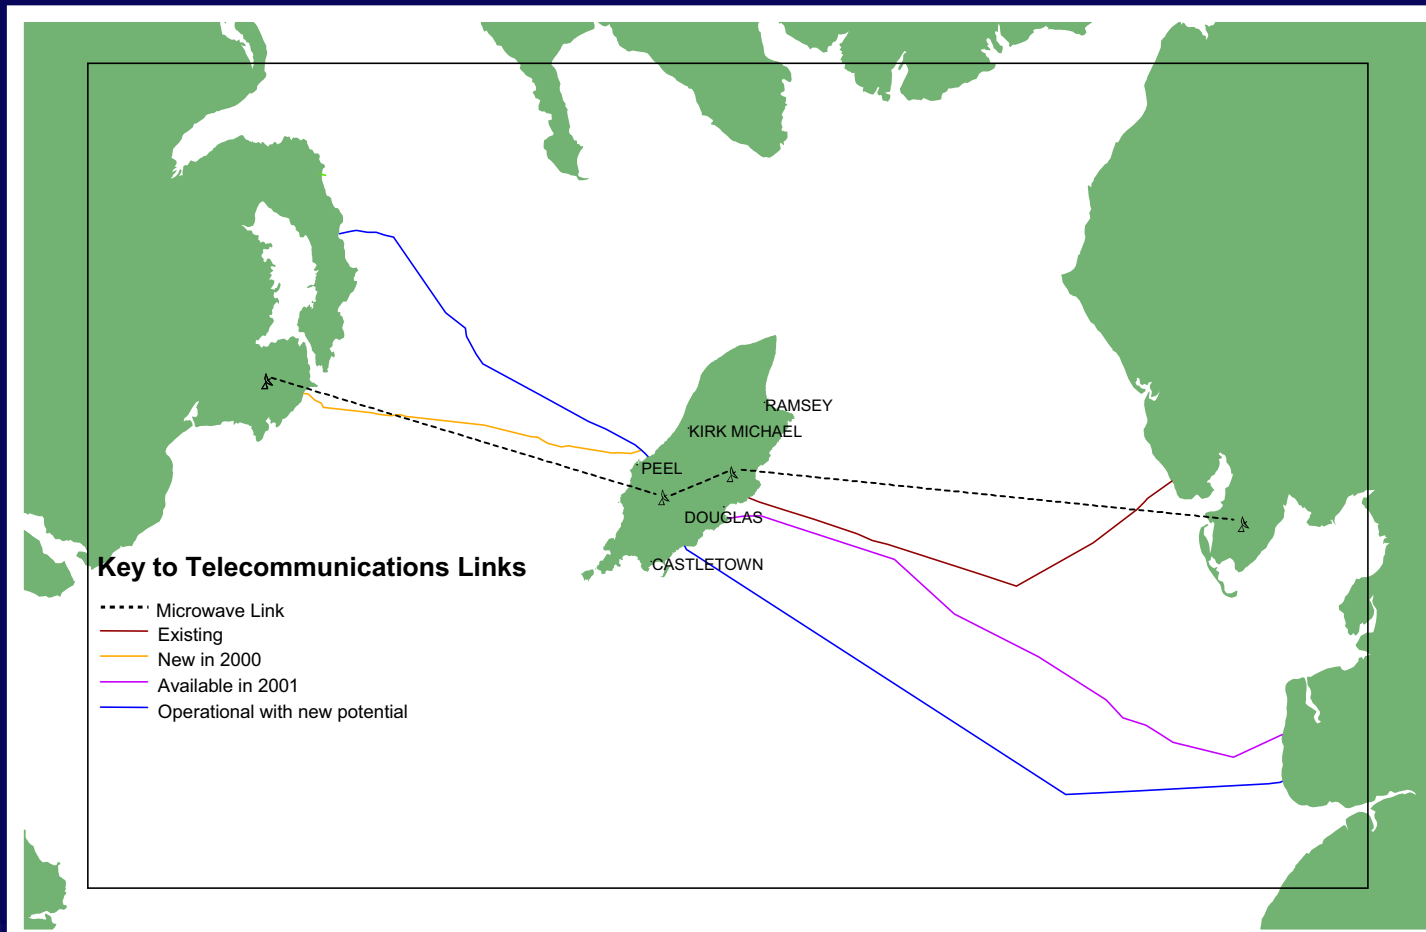 RAMSEY
KIRK MICHAEL
PEEL
DOUGLAS
CASTLETOWN
Key to Telecommunications Links
Microwave Link
Existing
New in 2000
Available in 2001
Operational with new potential